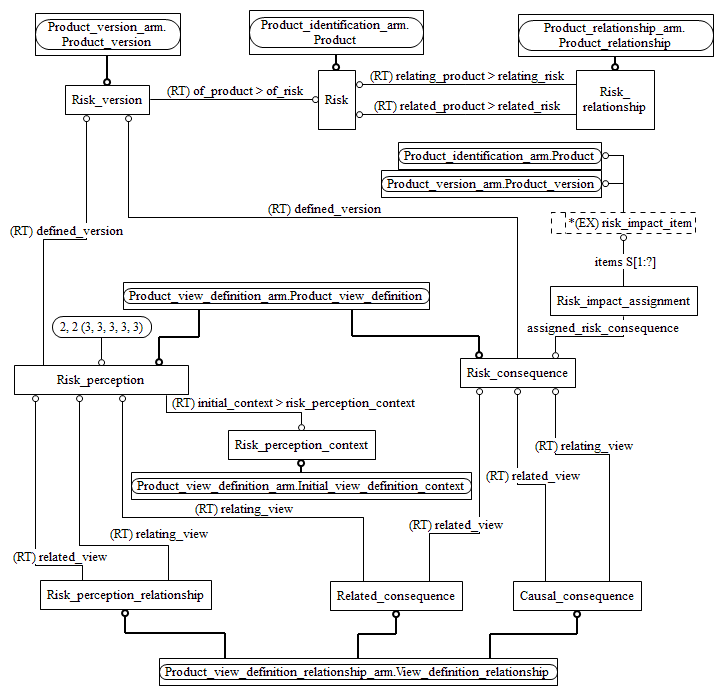 Product_version_arm.
Product_version
Product_identification_arm.
Product
Product_relationship_arm.
Product_relationship
Risk_version
(RT) of_product > of_risk
Risk
(RT) relating_product > relating_risk
(RT) related_product > related_risk
Risk_
relationship
Product_identification_arm.Product
Product_version_arm.Product_version
(RT) defined_version
*(EX) risk_impact_item
(RT) defined_version
items S[1:?]
Product_view_definition_arm.Product_view_definition
Risk_impact_assignment
2, 2 (3, 3, 3, 3, 3)
assigned_risk_consequence
Risk_perception
Risk_consequence
(RT) initial_context > risk_perception_context
Risk_perception_context
(RT) relating_view
Product_view_definition_arm.Initial_view_definition_context
(RT) related_view
(RT) relating_view
(RT) related_view
(RT) relating_view
(RT) related_view
Risk_perception_relationship
Related_consequence
Causal_consequence
Product_view_definition_relationship_arm.View_definition_relationship